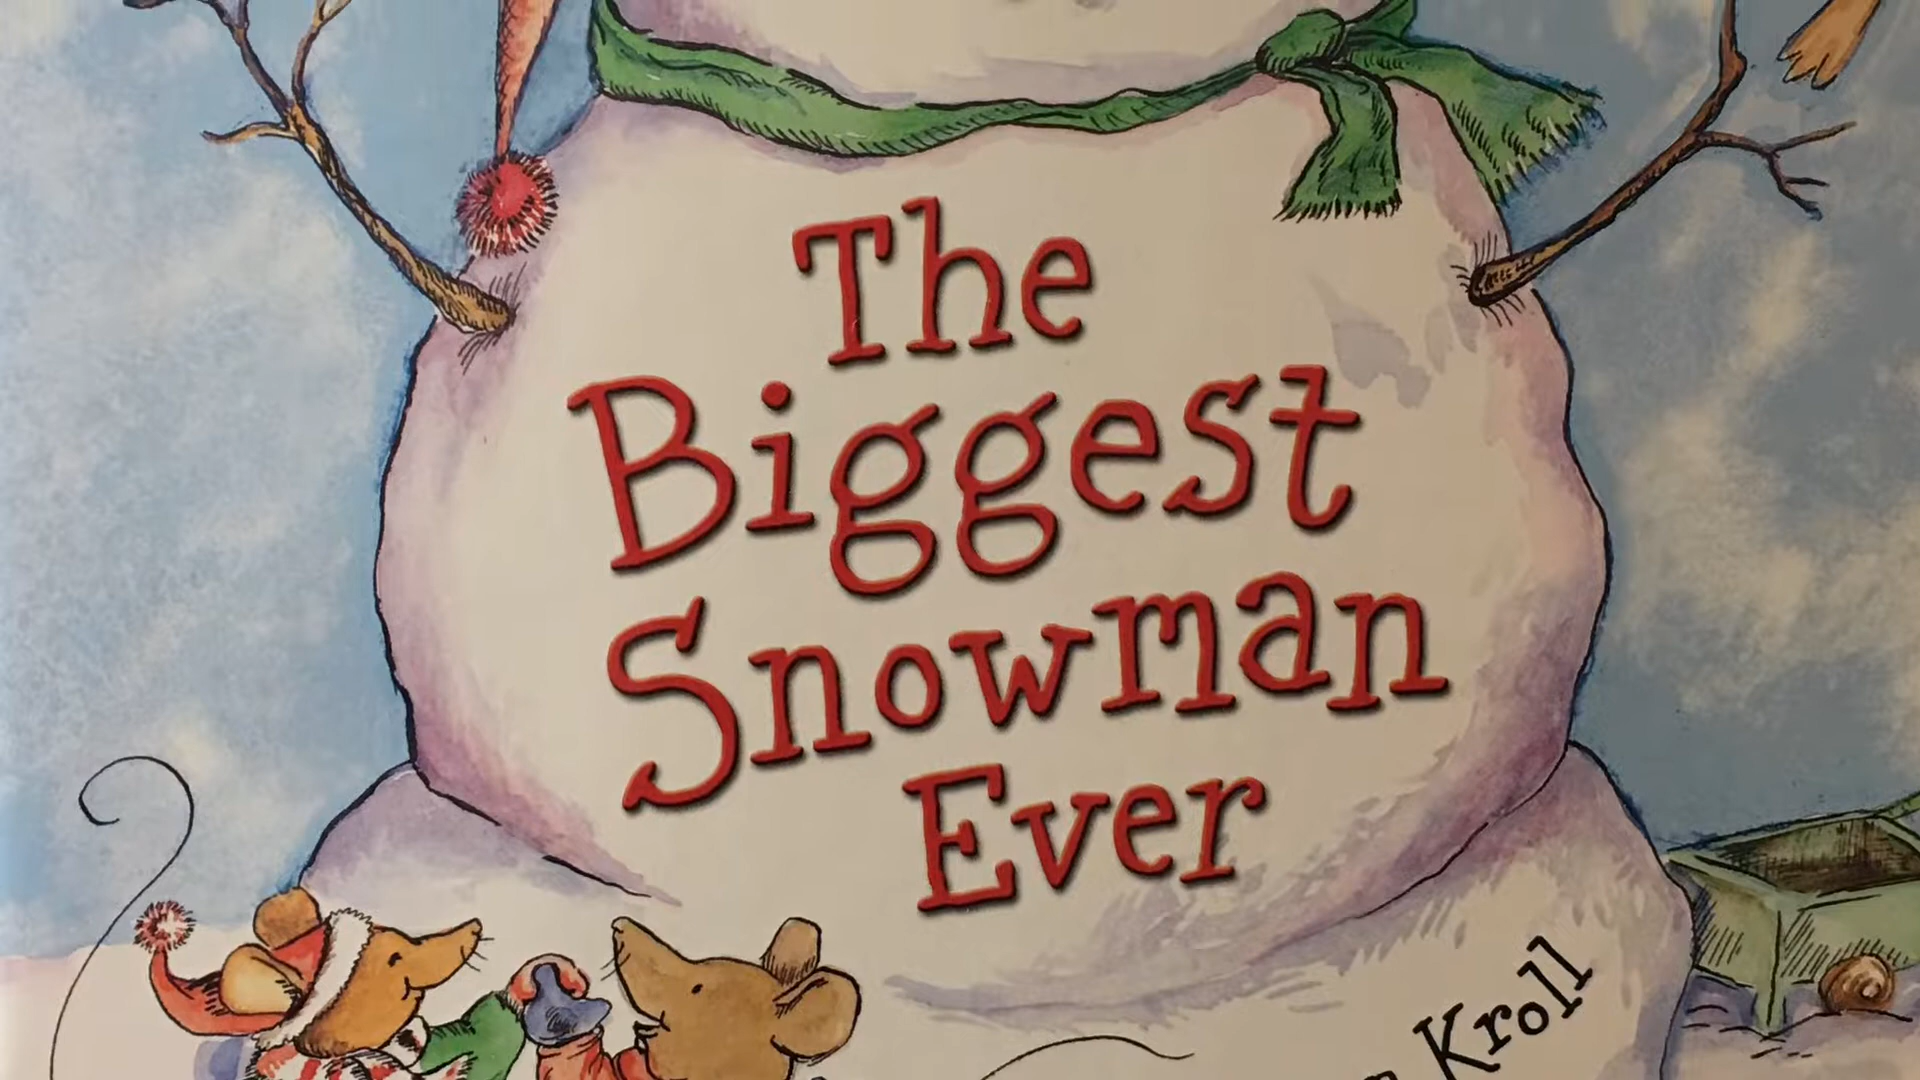 The
Biggest
Snowman
Ever
Kroll